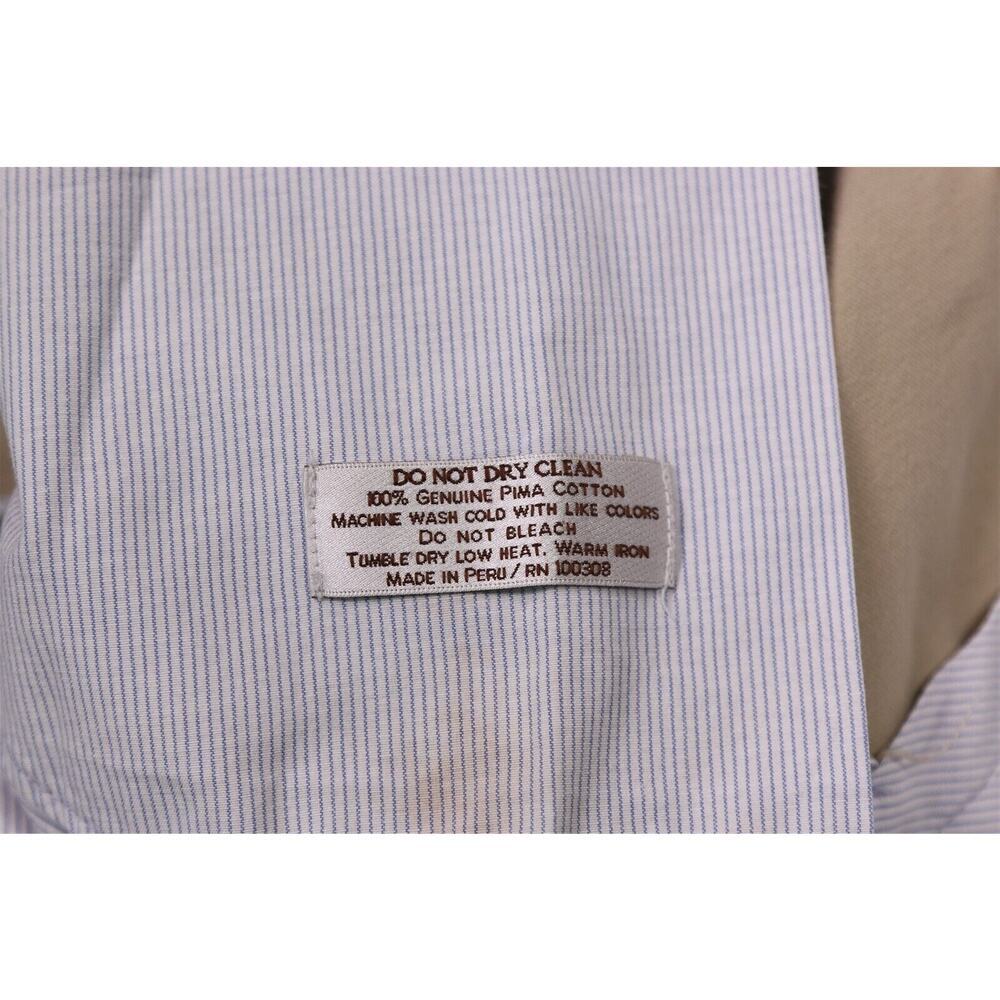 DO NOT DRY CLEAN
100% GENUINE PIMA COTTON
MACHINE WASH COLD WITH LIKE COLORS
DO NOT BLEACH
TUMBLE DRY LOW HEAT. WARM IRON
MADE IN PERU / RN 100308